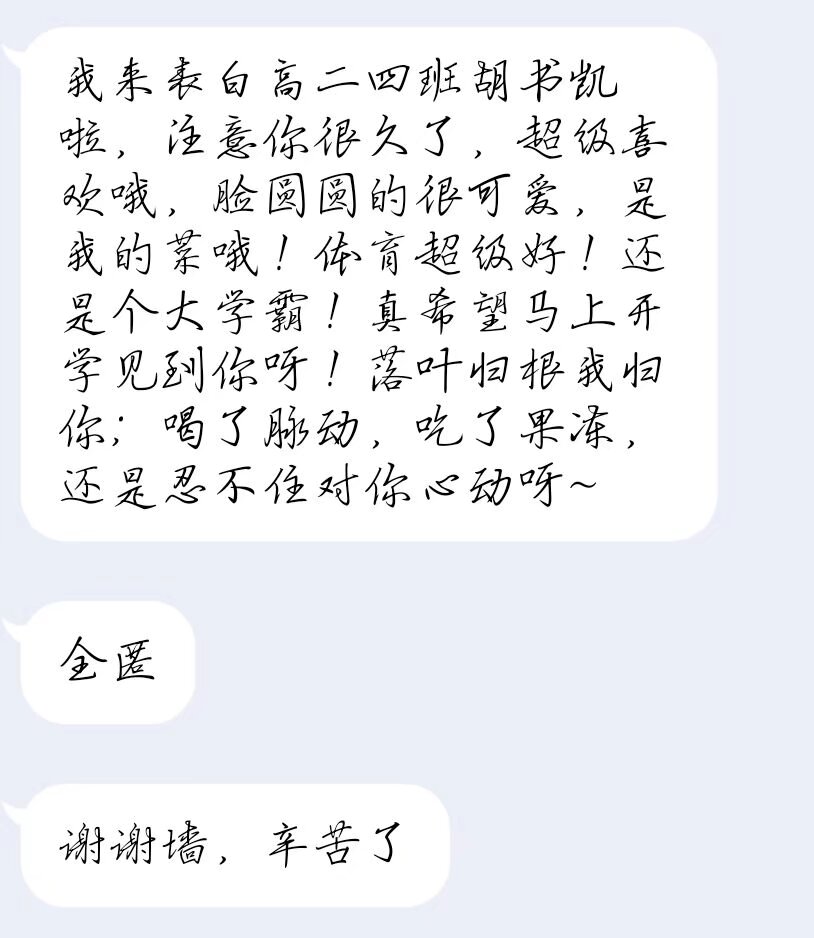 我来表白高二四班胡书凯
啦，注意你很久了，超级喜
欢哦，脸圆圆的很可爱，是
我的菜哦！体育超级好！还
是个大学霸！真希望马上开
学见到你呀！落叶归根我归
你；喝了脉动，吃了果冻，
还是忍不住对你心动呀~
全匿
谢谢墙，辛苦了